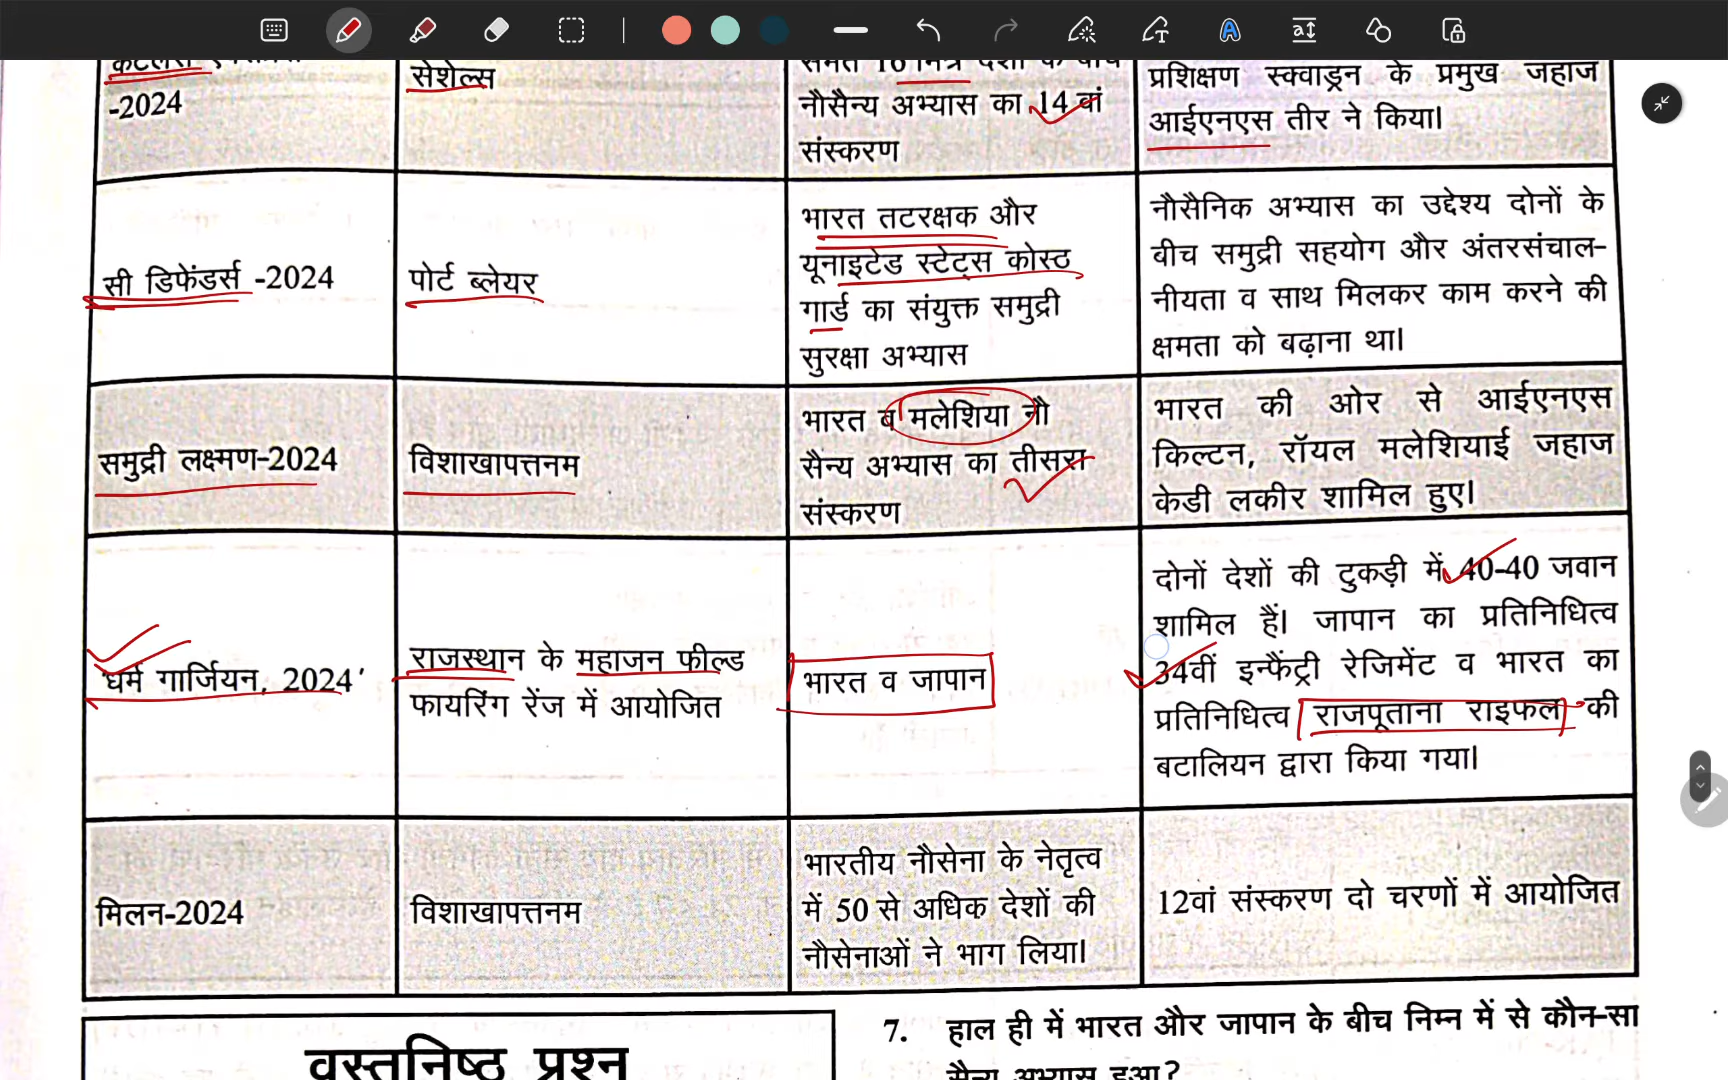 -2024
सेशेल्स
नौसैन्य अभ्यास का 14 वां
संस्करण
प्रशिक्षण स्क्वाड्रन के प्रमुख जहाज
आईएनएस तीर ने किया।
सी डिफेंडर्स -2024
पोर्ट ब्लेयर
भारत तटरक्षक और
यूनाइटेड स्टेट्स कोस्ट
गार्ड का संयुक्त समुद्री
सुरक्षा अभ्यास
नौसैनिक अभ्यास का उद्देश्य दोनों के
बीच समुद्री सहयोग और अंतरसंचाल-
नीयता व साथ मिलकर काम करने की
क्षमता को बढ़ाना था।
समुद्री लक्ष्मण-2024
विशाखापत्तनम
भारत व मलेशिया नौ
सैन्य अभ्यास का तीसरा
संस्करण
भारत की ओर से आईएनएस
किल्टन, रॉयल मलेशियाई जहाज
केडी लकीर शामिल हुए।
'धर्म गार्जियन, 2024'
राजस्थान के महाजन फील्ड
फायरिंग रेंज में आयोजित
भारत व जापान
दोनों देशों की टुकड़ी में 40-40 जवान
शामिल हैं। जापान का प्रतिनिधित्व
34वीं इन्फैंट्री रेजिमेंट व भारत का
प्रतिनिधित्व राजपूताना राइफल की
बटालियन द्वारा किया गया।
मिलन-2024
विशाखापत्तनम
भारतीय नौसेना के नेतृत्व
में 50 से अधिक देशों की
नौसेनाओं ने भाग लिया।
12वां संस्करण दो चरणों में आयोजित
वस्तुनिष्ठ प्रश्न
7. हाल ही में भारत और जापान के बीच निम्न में से कौन-सा
सैन्य अभ्यास हुआ?